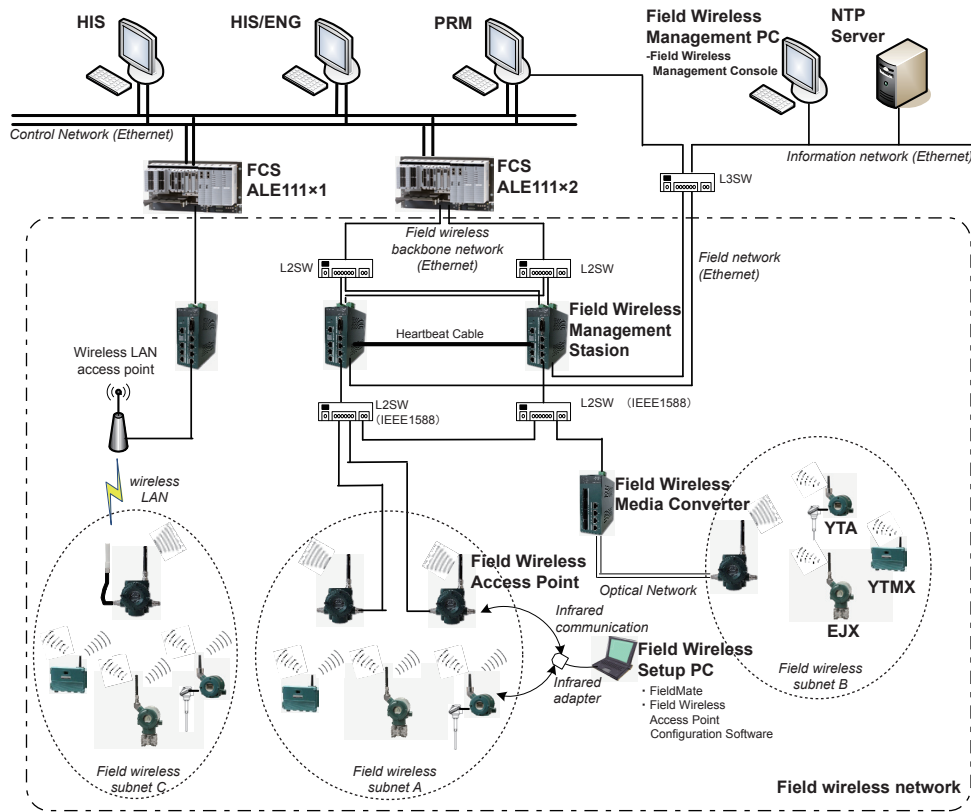 HIS
HIS/ENG
PRM
Field Wireless
Management PC
-Field Wireless
Management Console
NTP
Server
Control Network (Ethernet)
Information network (Ethernet)
FCS
ALE111×1
FCS
ALE111×2
L3SW
Field wireless
backbone network
(Ethernet)
Field network
(Ethernet)
L2SW
L2SW
Field Wireless
Management
Stasion
Heartbeat Cable
Wireless LAN
access point
L2SW
(IEEE1588)
L2SW (IEEE1588)
wireless
LAN
Field Wireless
Media Converter
YTA
YTMX
EJX
Field Wireless
Access Point
Optical Network
Infrared
communication
Field Wireless
Setup PC
・ FieldMate
・ Field Wireless
Access Point
Configuration Software
Infrared
adapter
Field wireless
subnet B
Field wireless
subnet C
Field wireless
subnet A
Field wireless network